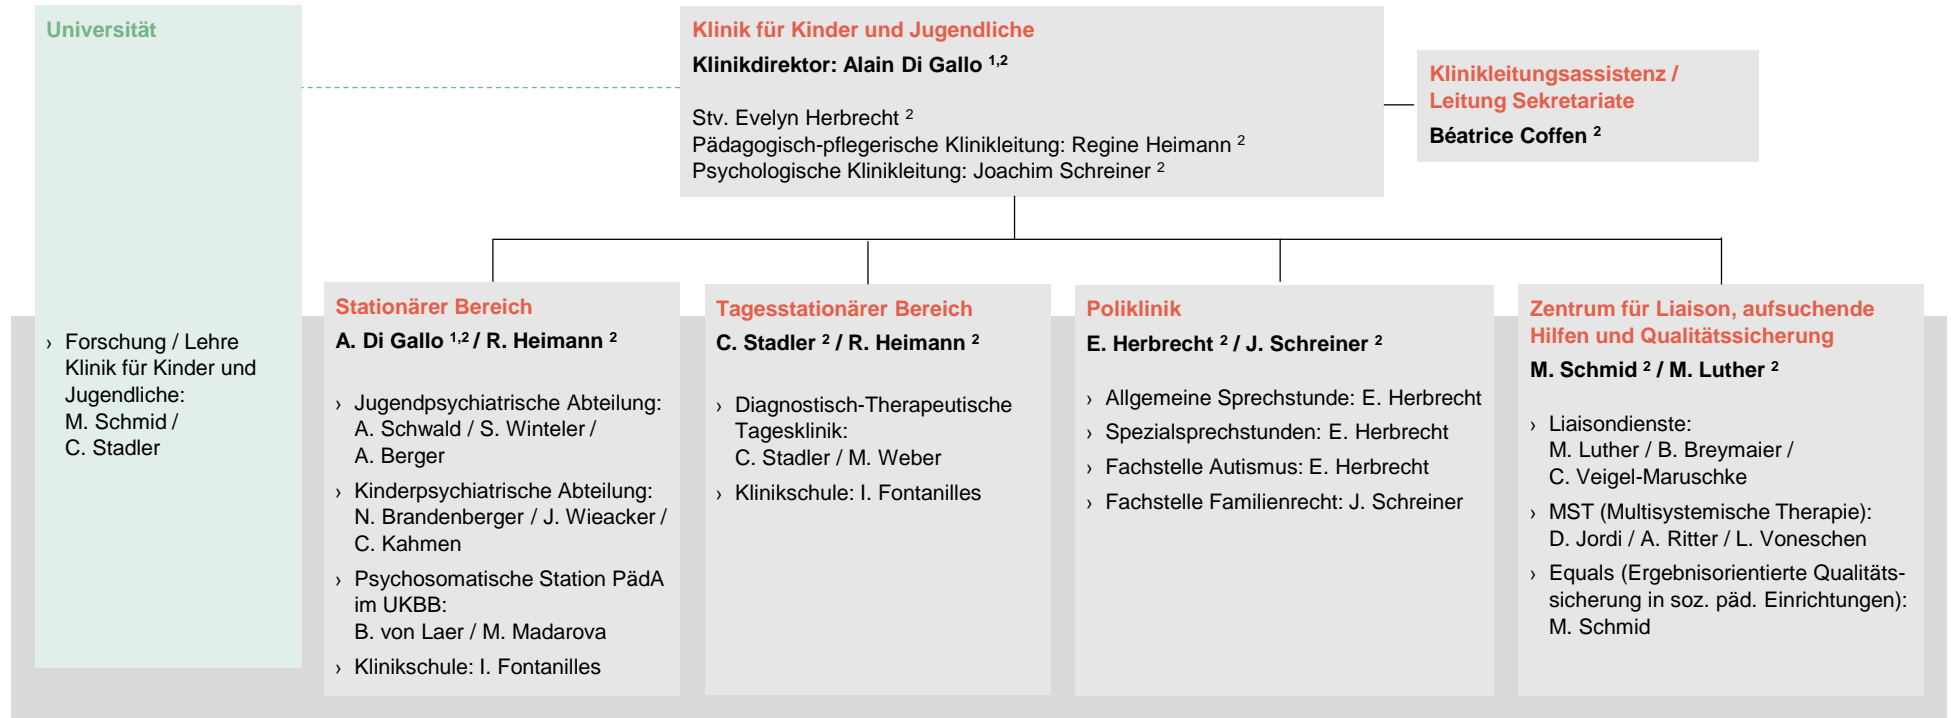 Universität
› Forschung / Lehre
Klinik für Kinder und
Jugendliche:
M. Schmid /
C. Stadler
Klinik für Kinder und Jugendliche
Klinikdirektor: Alain Di Gallo 1,2
Stv. Evelyn Herbrecht 2
Pädagogisch-pflegerische Klinikleitung: Regine Heimann 2
Psychologische Klinikleitung: Joachim Schreiner 2
Klinikleitungsassistenz /
Leitung Sekretariate
Béatrice Coffen 2
Stationärer Bereich
A. Di Gallo 1,2 / R. Heimann 2
› Jugendpsychiatrische Abteilung:
A. Schwald / S. Winteler /
A. Berger
› Kinderpsychiatrische Abteilung:
N. Brandenberger / J. Wieacker /
C. Kahmen
› Psychosomatische Station PädA
im UKBB:
B. von Laer / M. Madarova
› Klinikschule: I. Fontanilles
Tagesstationärer Bereich
C. Stadler 2 / R. Heimann 2
› Diagnostisch-Therapeutische
Tagesklinik:
C. Stadler / M. Weber
› Klinikschule: I. Fontanilles
Poliklinik
E. Herbrecht 2 / J. Schreiner 2
› Allgemeine Sprechstunde: E. Herbrecht
› Spezialsprechstunden: E. Herbrecht
› Fachstelle Autismus: E. Herbrecht
› Fachstelle Familienrecht: J. Schreiner
Zentrum für Liaison, aufsuchende
Hilfen und Qualitätssicherung
M. Schmid 2 / M. Luther 2
› Liaisondienste:
M. Luther / B. Breymaier /
C. Veigel-Maruschke
› MST (Multisystemische Therapie):
D. Jordi / A. Ritter / L. Voneschen
› Equals (Ergebnisorientierte Qualitäts-
sicherung in soz. päd. Einrichtungen):
M. Schmid